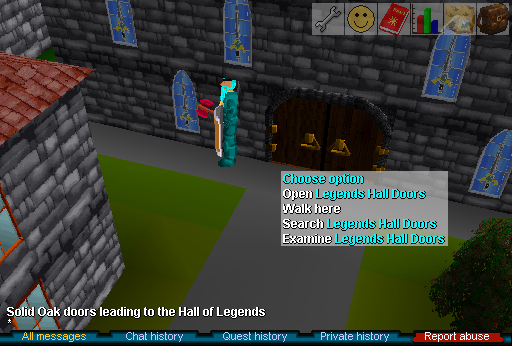 Choose option
Open Legends Hall Doors
Walk here
Search Legends Hall Doors
Examine Legends Hall Doors
Solid Oak doors leading to the Hall of Legends
*
All messages
Chat history
Quest history
Private history
Report abuse